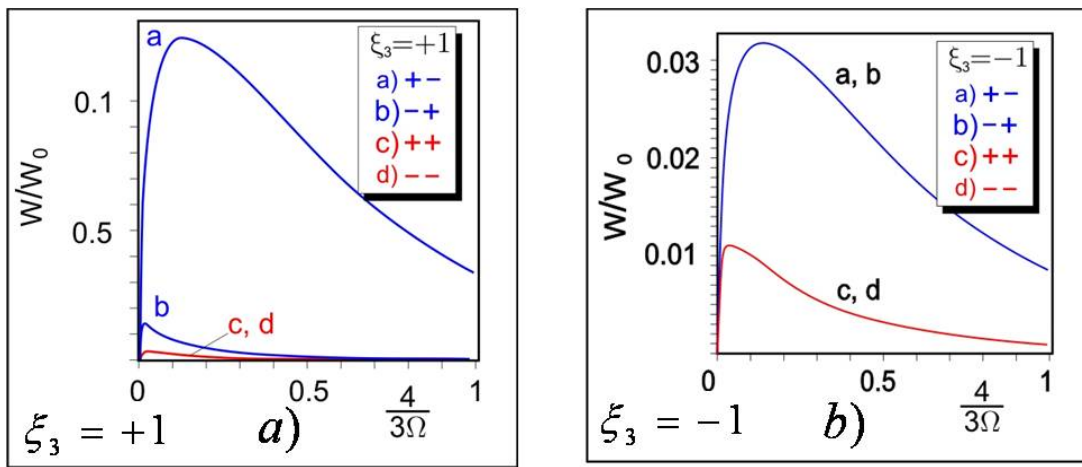 ξ₃=+1
a) + −
b) − +
c) + +
d) − −
a
b
c, d
0.1
0.5
W/W₀
0
0.5
1
4
3Ω
ξ₃ = +1
a)
ξ₃=−1
a) + −
b) − +
c) + +
d) − −
a, b
c, d
0.03
0.02
0.01
W/W₀
0
0.5
1
4
3Ω
ξ₃ = −1
b)